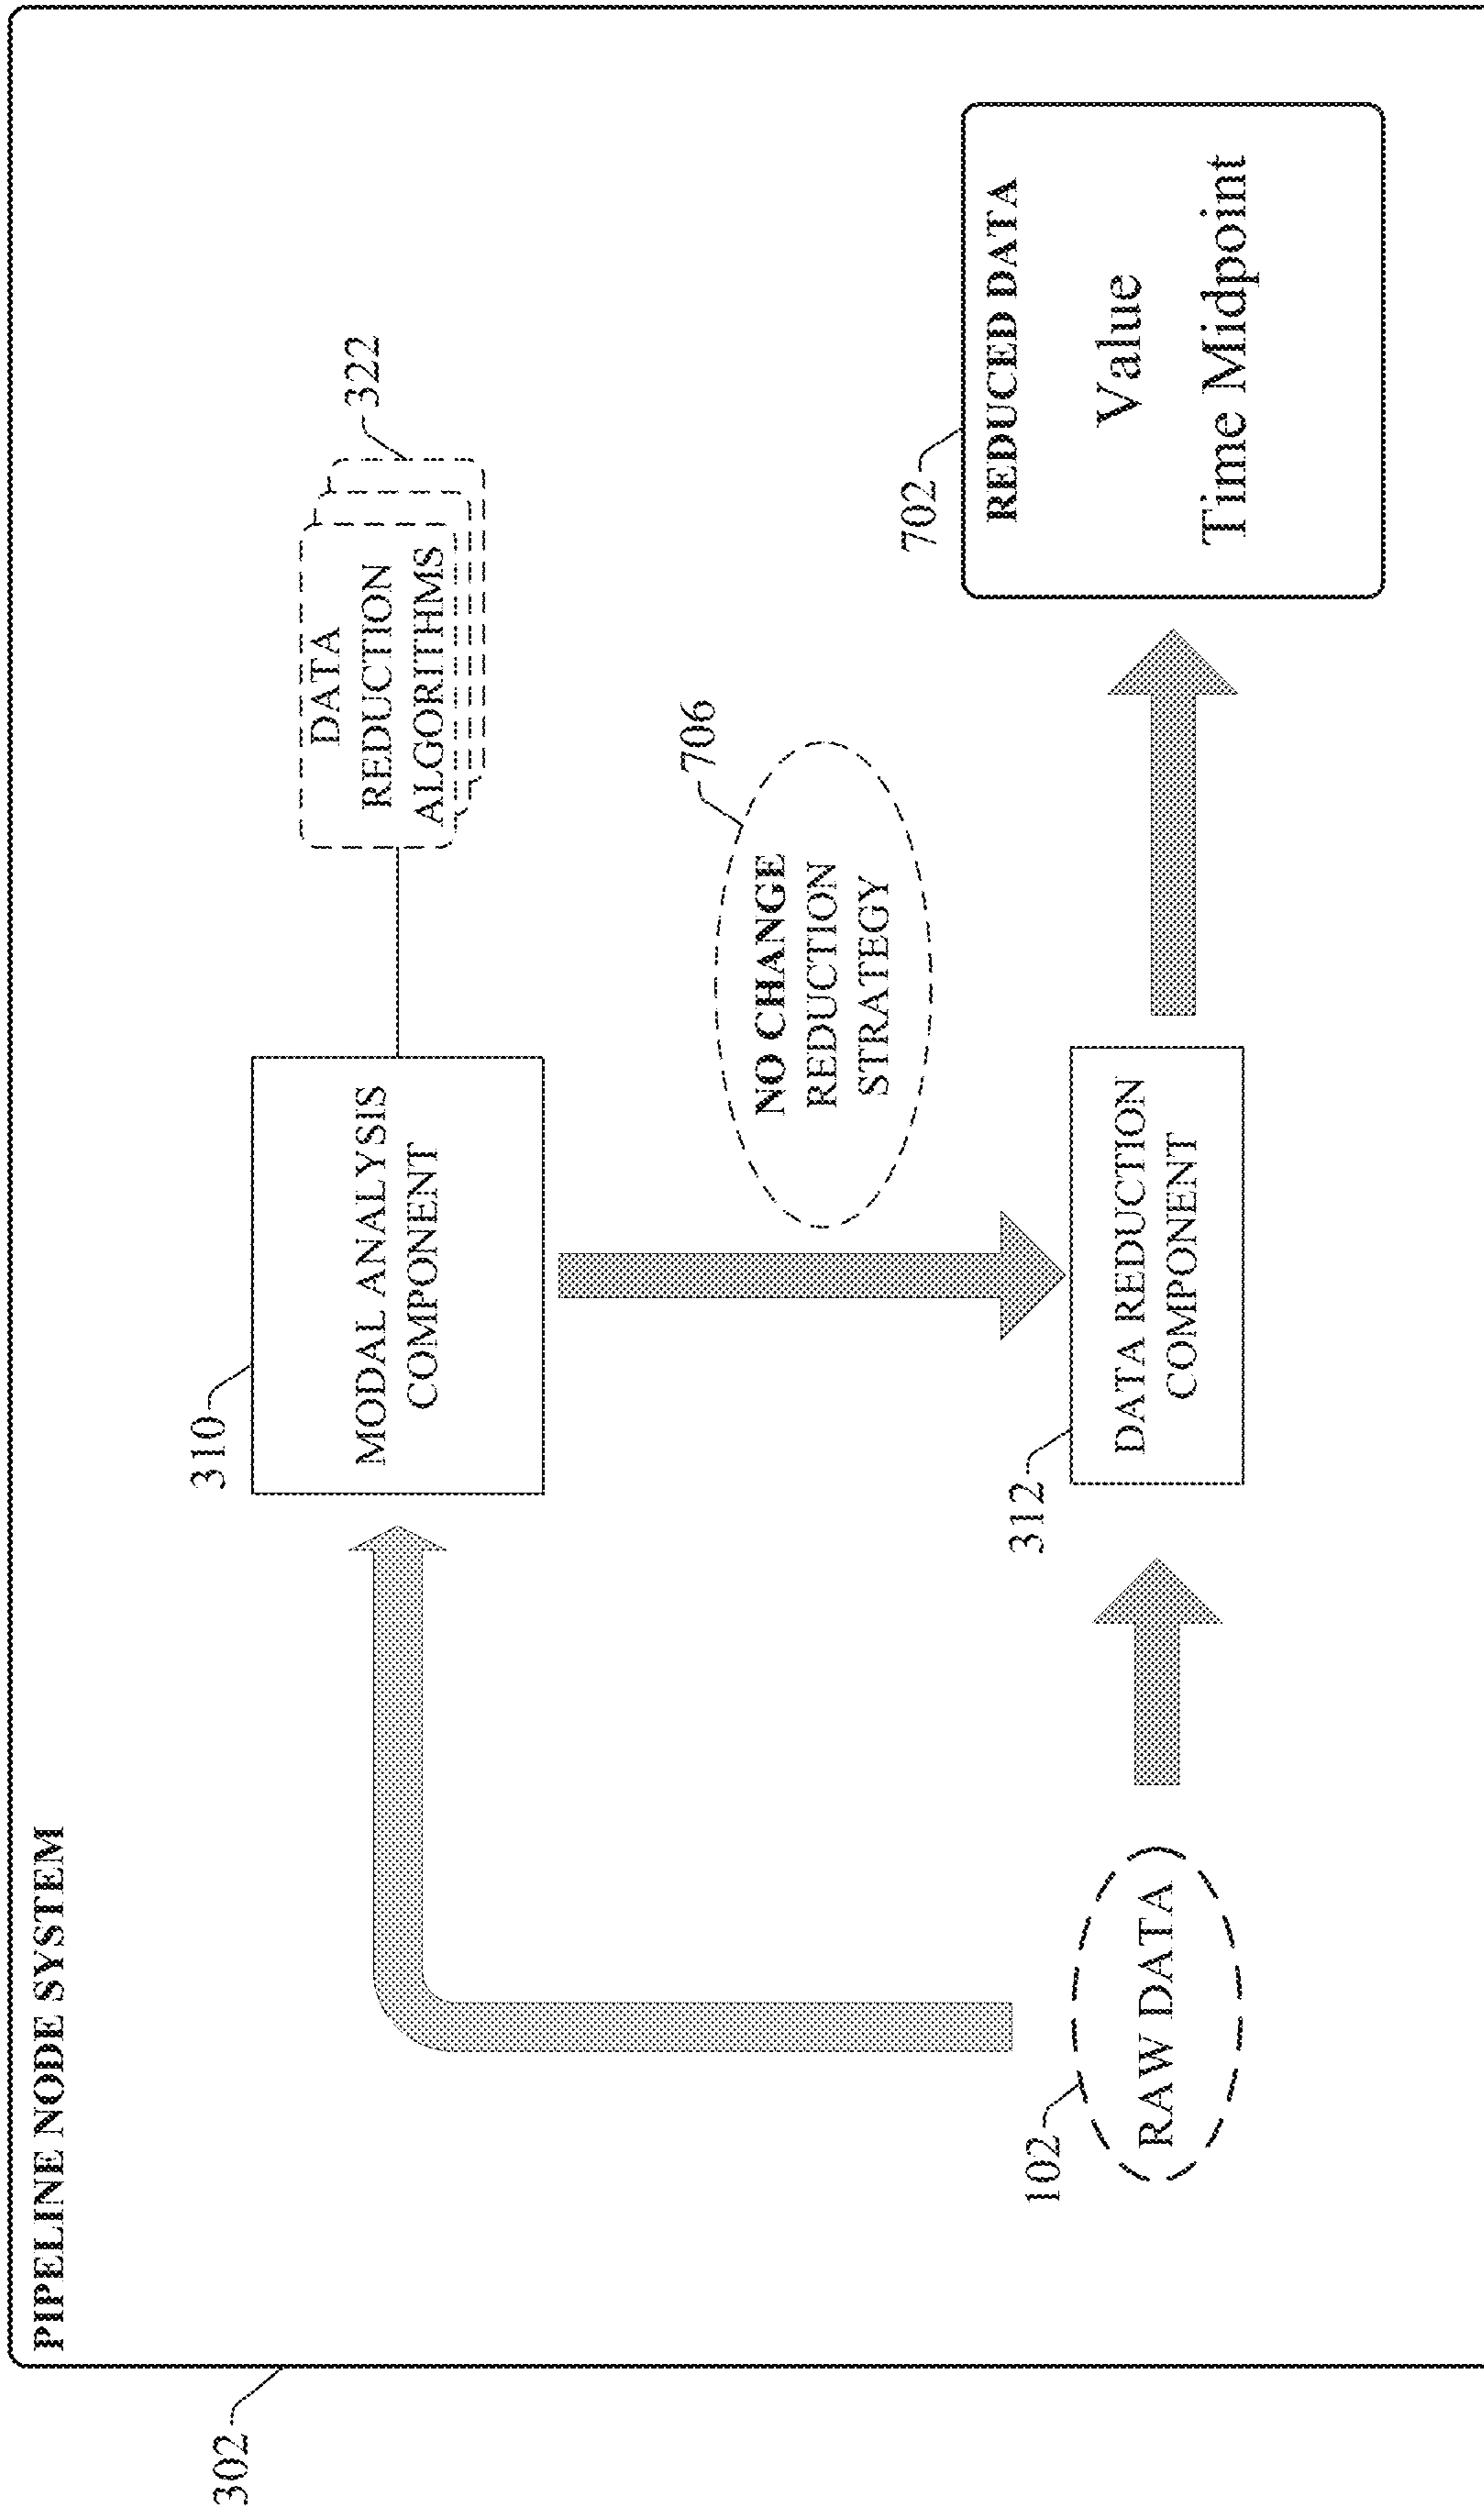 302
PIPELINE NODE SYSTEM
310
MODAL ANALYSIS
COMPONENT
322
DATA
REDUCTION
ALGORITHMS
706
NO CHANGE
REDUCTION
STRATEGY
102
RAW DATA
312
DATA REDUCTION
COMPONENT
702
REDUCED DATA
Value
Time Midpoint